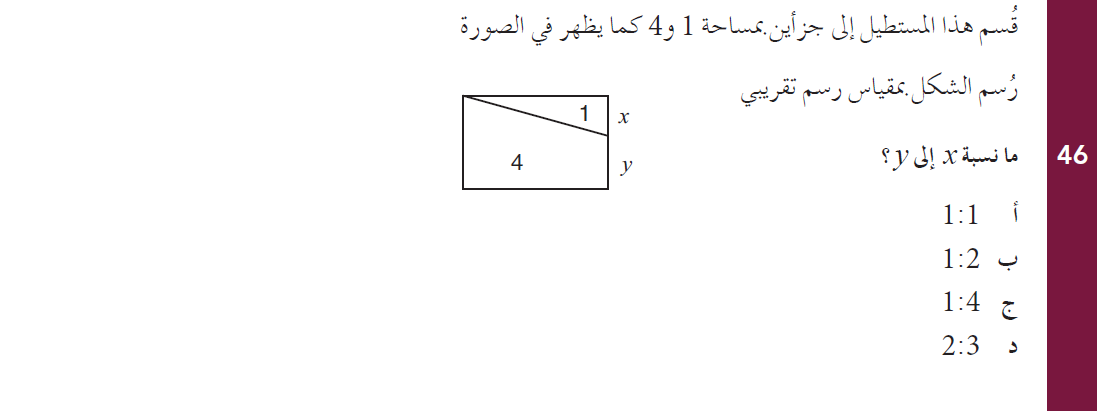 قُسم هذا المستطيل إلى جزأين بمساحة 1 و4 كما يظهر في الصورة
رُسم الشكل بمقياس رسم تقريبي
1
x
4
y
46
ما نسبة x إلى y؟
أ 1:1
ب 1:2
ج 1:4
د 2:3